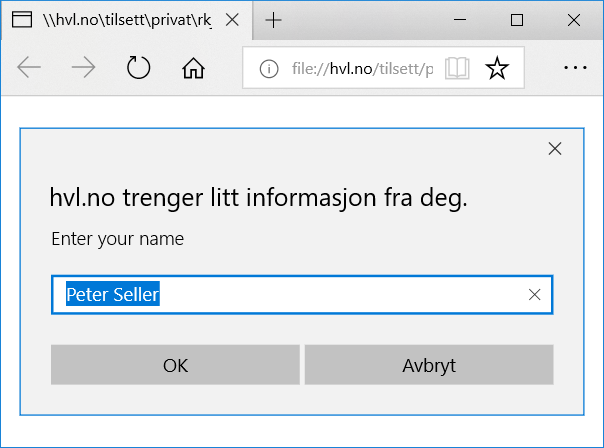 \\hvl.no\tilsett\privat\rk
file://hvl.no/tilsett/p
hvl.no trenger litt informasjon fra deg.
Enter your name
Peter Seller
OK
Avbryt